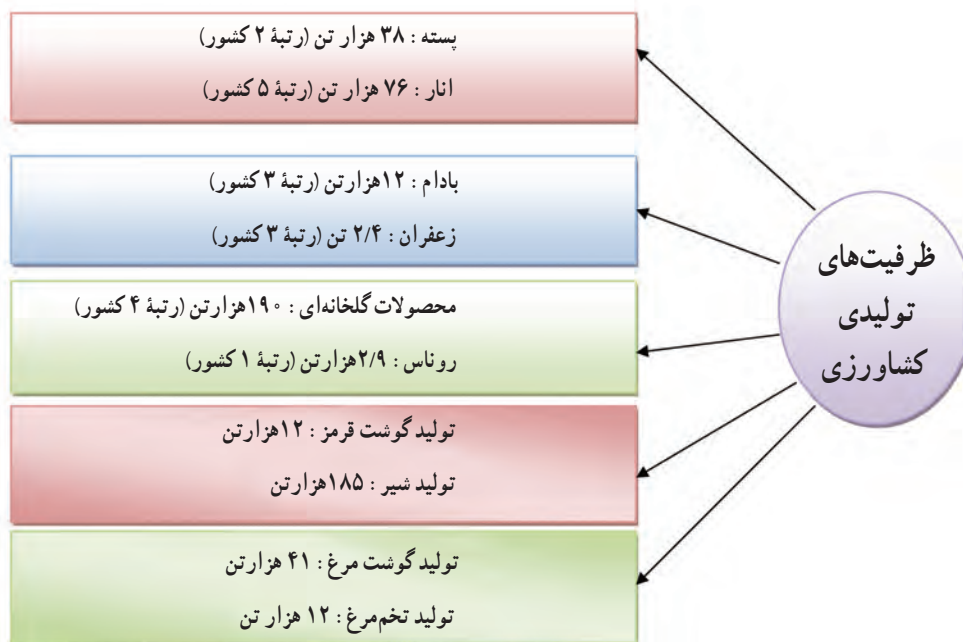 ظرفیت‌های
تولیدی
کشاورزی
پسته : ۳۸ هزار تن (رتبهٔ ۲ کشور)
انار : ۷۶ هزار تن (رتبهٔ ۵ کشور)
بادام : ۱۲هزارتن (رتبهٔ ۳ کشور)
زعفران : ۲/۴ تن (رتبهٔ ۳ کشور)
محصولات گلخانه‌ای : ۱۹۰هزارتن (رتبهٔ ۴ کشور)
روناس : ۲/۹هزارتن (رتبهٔ ۱ کشور)
تولید گوشت قرمز : ۱۲هزارتن
تولید شیر : ۱۸۵هزارتن
تولید گوشت مرغ : ۴۱ هزارتن
تولید تخم‌مرغ : ۱۲ هزار تن